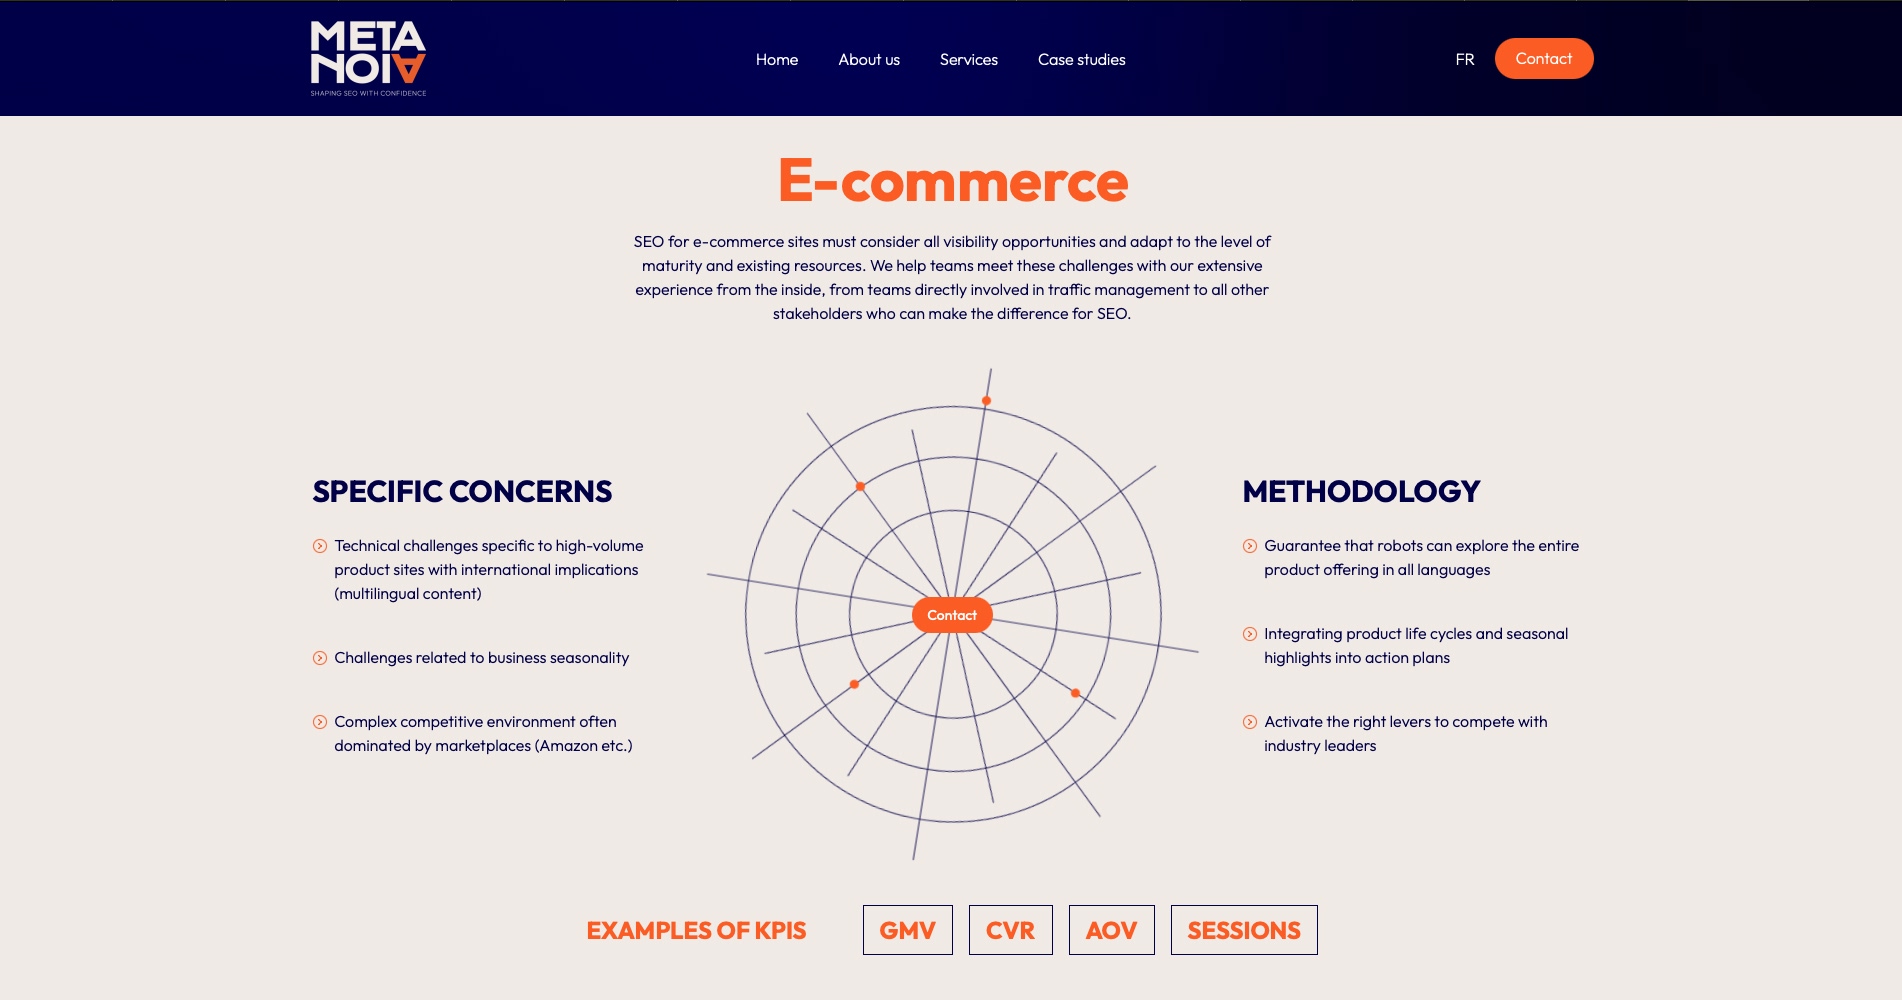 META
NOIA
SHAPING SEO WITH CONFIDENCE
Home
About us
Services
Case studies
FR
Contact
E-commerce
SEO for e-commerce sites must consider all visibility opportunities and adapt to the level of
maturity and existing resources. We help teams meet these challenges with our extensive
experience from the inside, from teams directly involved in traffic management to all other
stakeholders who can make the difference for SEO.
SPECIFIC CONCERNS
Technical challenges specific to high-volume
product sites with international implications
(multilingual content)
Challenges related to business seasonality
Complex competitive environment often
dominated by marketplaces (Amazon etc.)
Contact
METHODOLOGY
Guarantee that robots can explore the entire
product offering in all languages
Integrating product life cycles and seasonal
highlights into action plans
Activate the right levers to compete with
industry leaders
EXAMPLES OF KPIS
GMV
CVR
AOV
SESSIONS